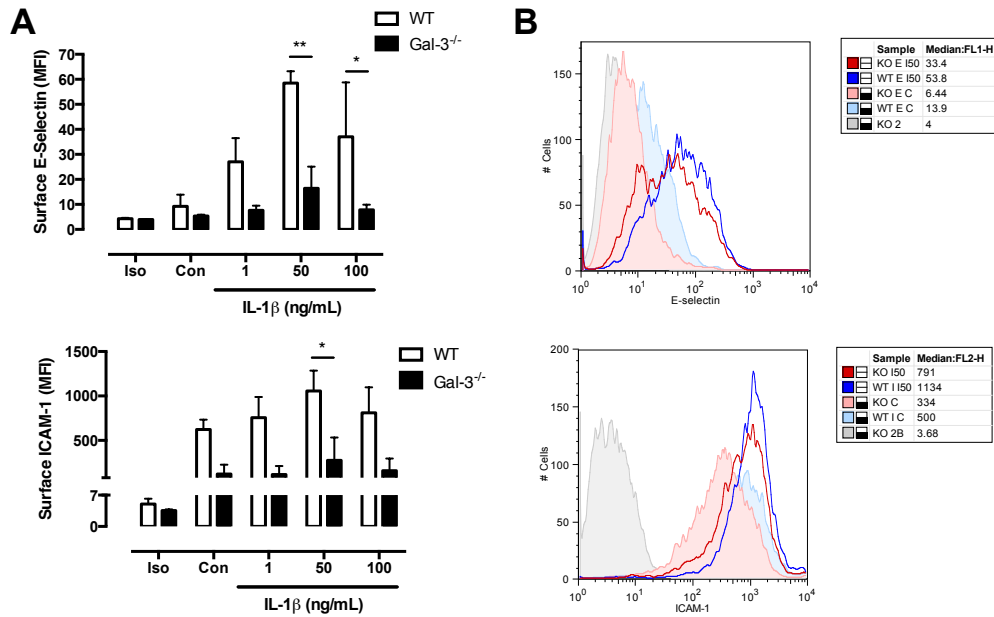 A
WT
Gal-3-/-
Surface E-Selectin (MFI)
70
60
50
40
30
20
10
0
**
*
Iso Con 1 50 100
IL-1β (ng/mL)
WT
Gal-3-/-
Surface ICAM-1 (MFI)
1500
1000
500
7
0
*
Iso Con 1 50 100
IL-1β (ng/mL)
B
# Cells
150
100
50
0
10^0 10^1 10^2 10^3 10^4
E-selectin
Sample Median:FL1-H
KO E I50 33.4
WT E I50 53.8
KO E C 6.44
WT E C 13.9
KO 2 4
# Cells
200
150
100
50
0
10^0 10^1 10^2 10^3 10^4
ICAM-1
Sample Median:FL2-H
KO I50 791
WT I I50 1134
KO C 334
WT I C 500
KO 2B 3.68